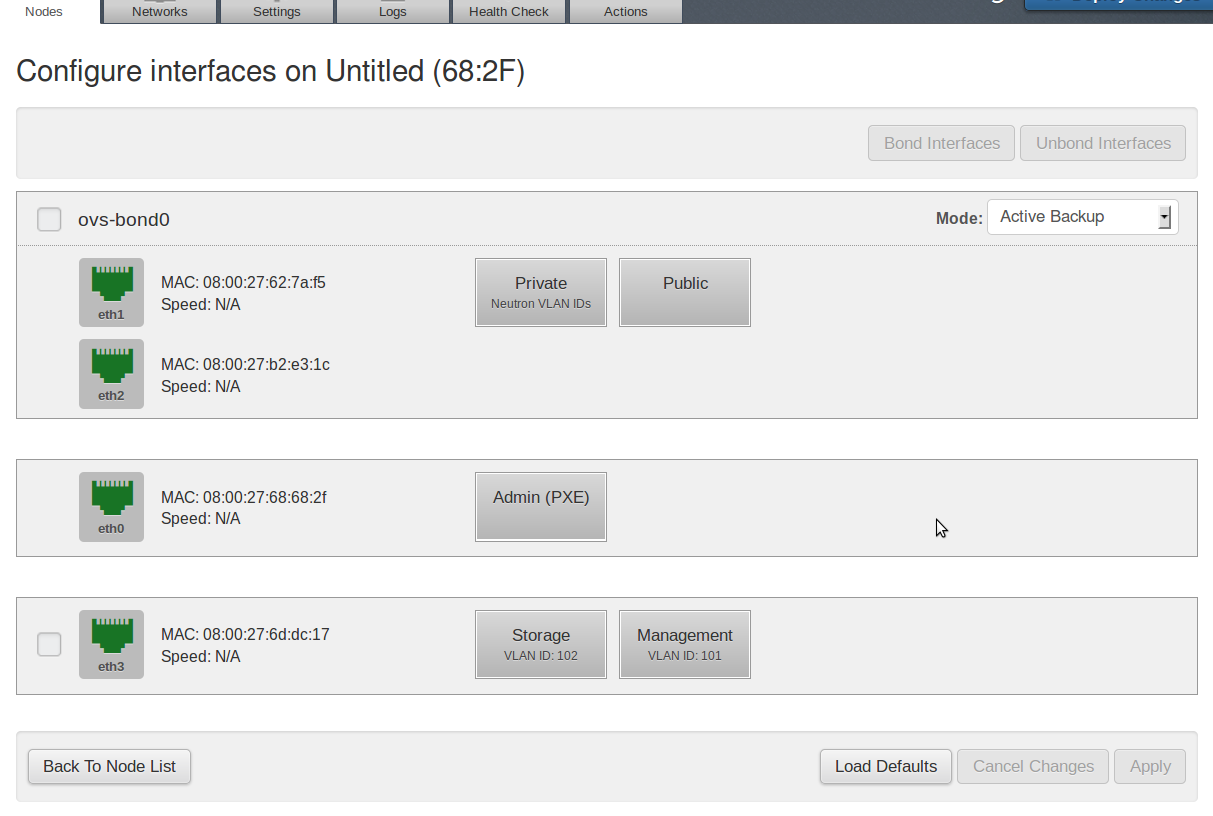 Nodes Networks Settings Logs Health Check Actions
Configure interfaces on Untitled (68:2F)
Bond Interfaces Unbond Interfaces
ovs-bond0 Mode: Active Backup
eth1 MAC: 08:00:27:62:7a:f5 Private Public
Speed: N/A Neutron VLAN IDs
eth2 MAC: 08:00:27:b2:e3:1c
Speed: N/A
eth0 MAC: 08:00:27:68:68:2f Admin (PXE)
Speed: N/A
eth3 MAC: 08:00:27:6d:dc:17 Storage Management
Speed: N/A VLAN ID: 102 VLAN ID: 101
Back To Node List Load Defaults Cancel Changes Apply